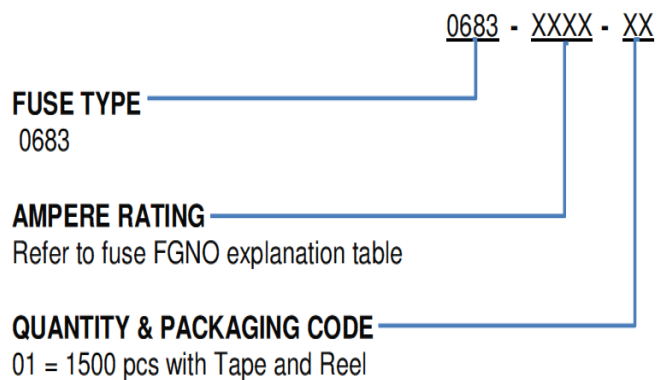 0683 - XXXX - XX
FUSE TYPE
0683
AMPERE RATING
Refer to fuse FGNO explanation table
QUANTITY & PACKAGING CODE
01 = 1500 pcs with Tape and Reel